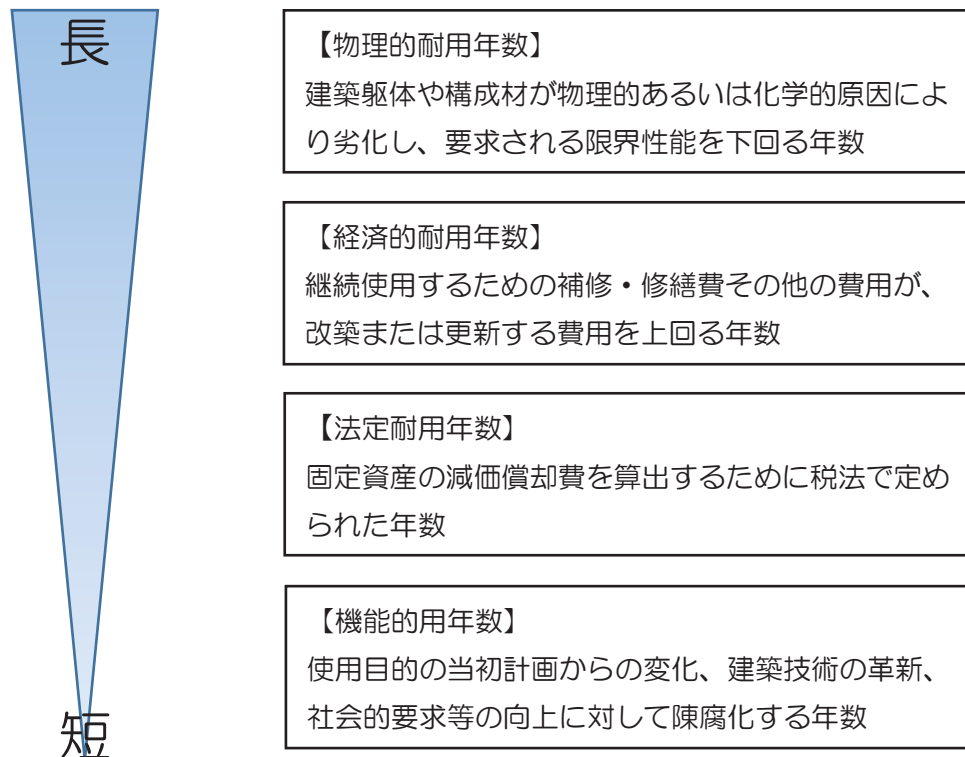 長
【物理的耐用年数】
建築躯体や構成材が物理的あるいは化学的原因によ
り劣化し、要求される限界性能を下回る年数
【経済的耐用年数】
継続使用するための補修・修繕費その他の費用が、
改築または更新する費用を上回る年数
【法定耐用年数】
固定資産の減価償却費を算出するために税法で定め
られた年数
【機能的用年数】
使用目的の当初計画からの変化、建築技術の革新、
社会的要求等の向上に対して陳腐化する年数
短